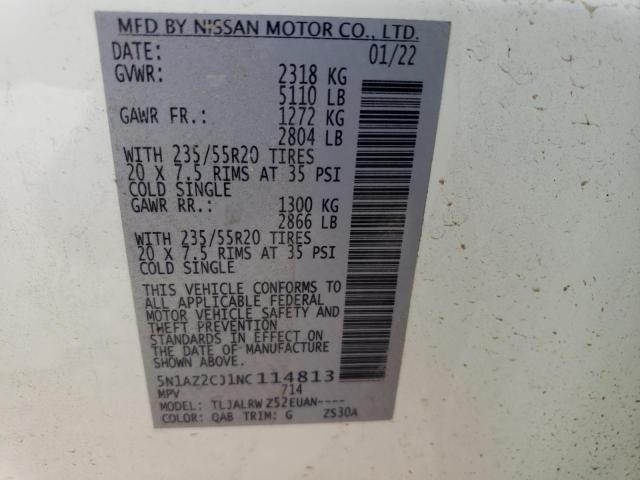 MFD BY NISSAN MOTOR CO., LTD.
DATE: 01/22
GVWR: 2318 KG
5110 LB
GAWR FR.: 1272 KG
2804 LB
WITH 235/55R20 TIRES
20 X 7.5 RIMS AT 35 PSI
COLD SINGLE
GAWR RR.: 1300 KG
2866 LB
WITH 235/55R20 TIRES
20 X 7.5 RIMS AT 35 PSI
COLD SINGLE
THIS VEHICLE CONFORMS TO
ALL APPLICABLE FEDERAL
MOTOR VEHICLE SAFETY AND
THEFT PREVENTION
STANDARDS IN EFFECT ON
THE DATE OF MANUFACTURE
SHOWN ABOVE.
5N1AZ2CJ1NC114813
MPV 714
MODEL: TLJALRW Z52EUAN----
COLOR: QAB TRIM: G ZS30A